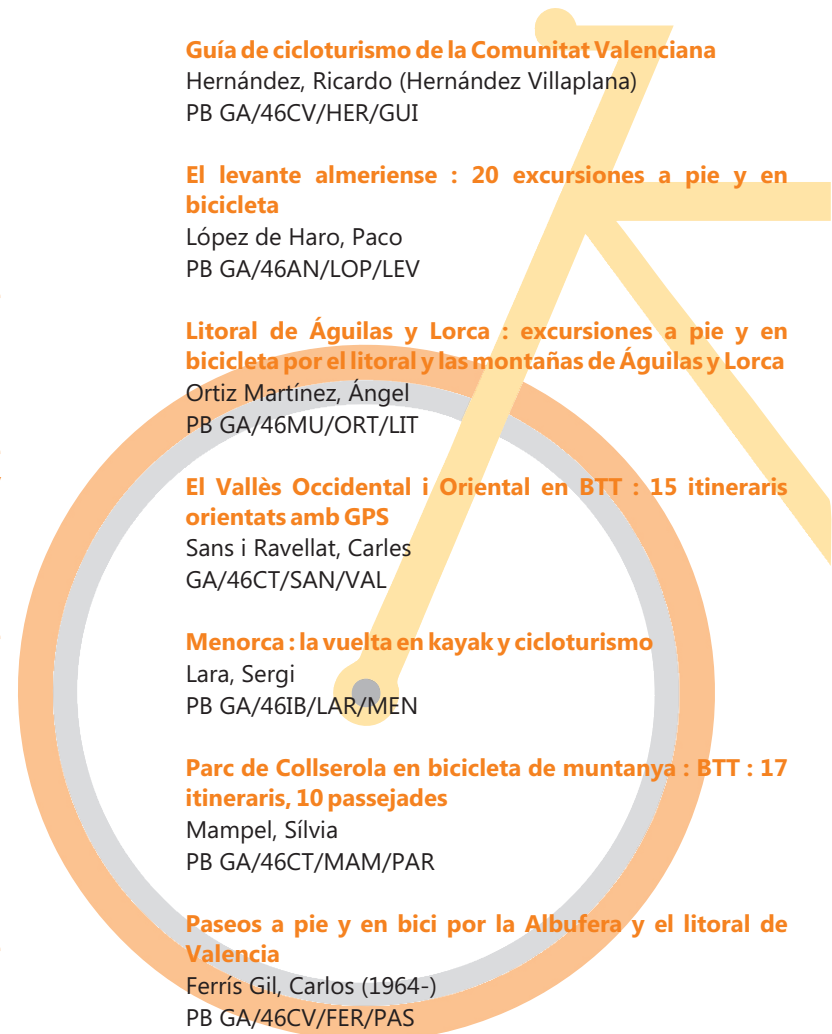 Guía de cicloturismo de la Comunitat Valenciana
Hernández, Ricardo (Hernández Villaplana)
PB GA/46CV/HER/GUI
El levante almeriense : 20 excursiones a pie y en
bicicleta
López de Haro, Paco
PB GA/46AN/LOP/LEV
Litoral de Águilas y Lorca : excursiones a pie y en
bicicleta por el litoral y las montañas de Águilas y Lorca
Ortiz Martínez, Ángel
PB GA/46MU/ORT/LIT
El Vallès Occidental i Oriental en BTT : 15 itineraris
orientats amb GPS
Sans i Ravellat, Carles
GA/46CT/SAN/VAL
Menorca : la vuelta en kayak y cicloturismo
Lara, Sergi
PB GA/46IB/LAR/MEN
Parc de Collserola en bicicleta de muntanya : BTT : 17
itineraris, 10 passejades
Mampel, Sílvia
PB GA/46CT/MAM/PAR
Paseos a pie y en bici por la Albufera y el litoral de
Valencia
Ferrís Gil, Carlos (1964-)
PB GA/46CV/FER/PAS